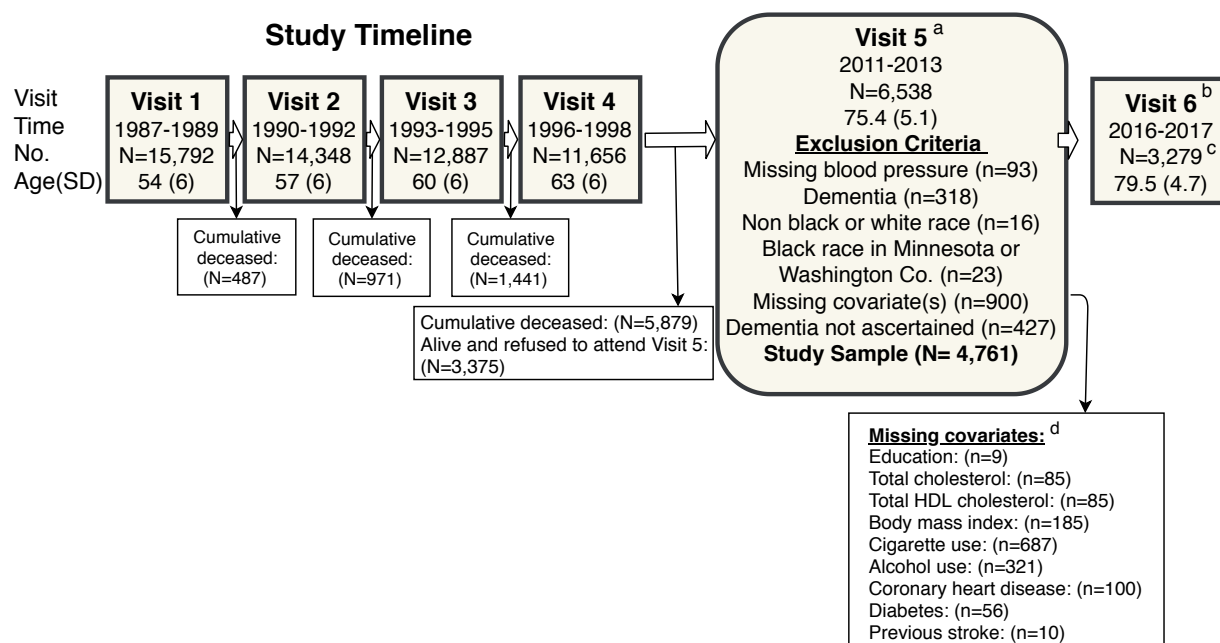 Study Timeline
Visit
Time
No.
Age(SD)
Visit 1
1987-1989
N=15,792
54 (6)
Visit 2
1990-1992
N=14,348
57 (6)
Visit 3
1993-1995
N=12,887
60 (6)
Visit 4
1996-1998
N=11,656
63 (6)
Cumulative
deceased:
(N=487)
Cumulative
deceased:
(N=971)
Cumulative
deceased:
(N=1,441)
Cumulative deceased: (N=5,879)
Alive and refused to attend Visit 5:
(N=3,375)
Visit 5 a
2011-2013
N=6,538
75.4 (5.1)
Exclusion Criteria
Missing blood pressure (n=93)
Dementia (n=318)
Non black or white race (n=16)
Black race in Minnesota or
Washington Co. (n=23)
Missing covariate(s) (n=900)
Dementia not ascertained (n=427)
Study Sample (N= 4,761)
Visit 6 b
2016-2017
N=3,279 c
79.5 (4.7)
Missing covariates: d
Education: (n=9)
Total cholesterol: (n=85)
Total HDL cholesterol: (n=85)
Body mass index: (n=185)
Cigarette use: (n=687)
Alcohol use: (n=321)
Coronary heart disease: (n=100)
Diabetes: (n=56)
Previous stroke: (n=10)